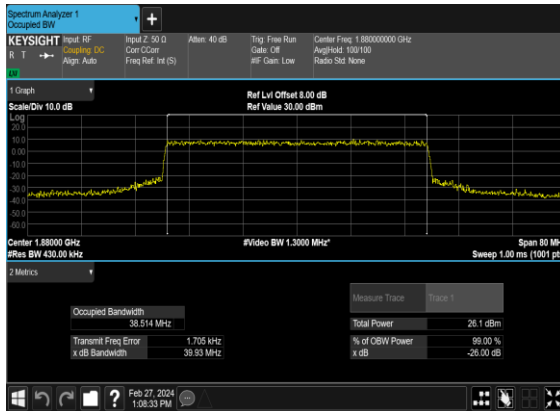 Spectrum Analyzer 1
Occupied BW
+
KEYSIGHT Input: RF Input Z: 50 Ω Atten: 40 dB Trig: Free Run Center Freq: 1.880000000 GHz
R T Coupling: DC Corr CCorr Gate: Off Avg|Hold: 100/100
Align: Auto Freq Ref: Int (S) #IF Gain: Low Radio Std: None
LXI
1 Graph
Ref Lvl Offset 8.00 dB
Scale/Div 10.0 dB Ref Value 30.00 dBm
Log
20.0
10.0
0.00
-10.0
-20.0
-30.0
-40.0
-50.0
-60.0
Center 1.88000 GHz #Video BW 1.3000 MHz* Span 80 MH
#Res BW 430.00 kHz Sweep 1.00 ms (1001 pt
2 Metrics
Measure Trace Trace 1
Occupied Bandwidth
38.514 MHz Total Power 26.1 dBm
Transmit Freq Error 1.705 kHz % of OBW Power 99.00 %
x dB Bandwidth 39.93 MHz x dB -26.00 dB
? Feb 27, 2024
1:08:33 PM